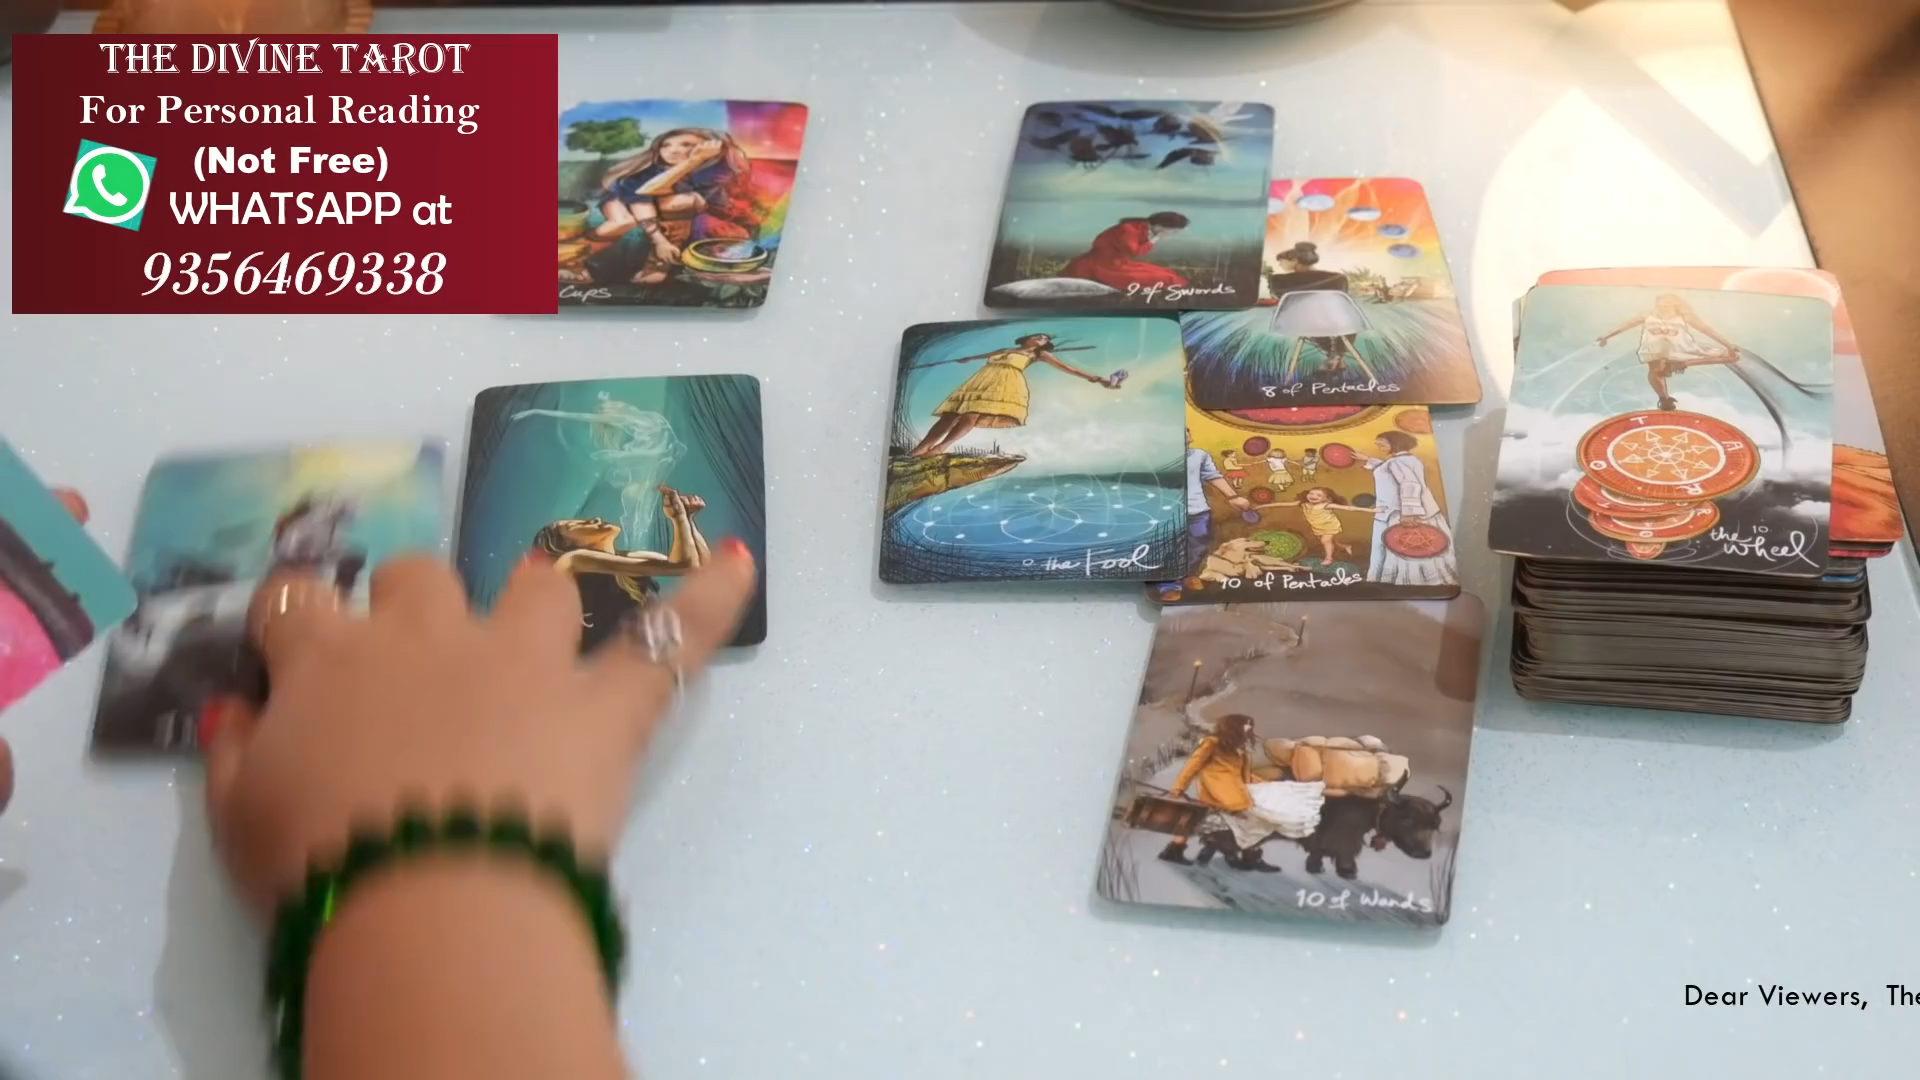 THE DIVINE TAROT
For Personal Reading
(Not Free)
WHATSAPP at
9356469338
Cups
9 of Swords
8 of Pentacles
0 the Fool
10 of Pentacles
10
the Wheel
T A R O
10 of Wands
Dear Viewers, The